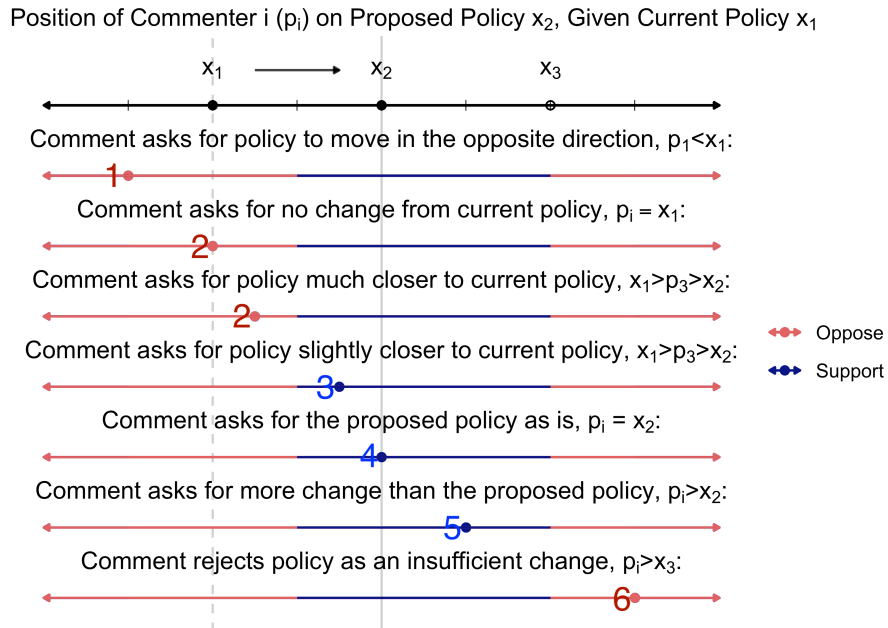 Position of Commenter i (pᵢ) on Proposed Policy x₂, Given Current Policy x₁
x₁ x₂ x₃
Comment asks for policy to move in the opposite direction, p₁<x₁:
1
Comment asks for no change from current policy, pᵢ = x₁:
2
Comment asks for policy much closer to current policy, x₁>p₃>x₂:
2
Oppose
Comment asks for policy slightly closer to current policy, x₁>p₃>x₂:
Support
3
Comment asks for the proposed policy as is, pᵢ = x₂:
4
Comment asks for more change than the proposed policy, pᵢ>x₂:
5
Comment rejects policy as an insufficient change, pᵢ>x₃:
6